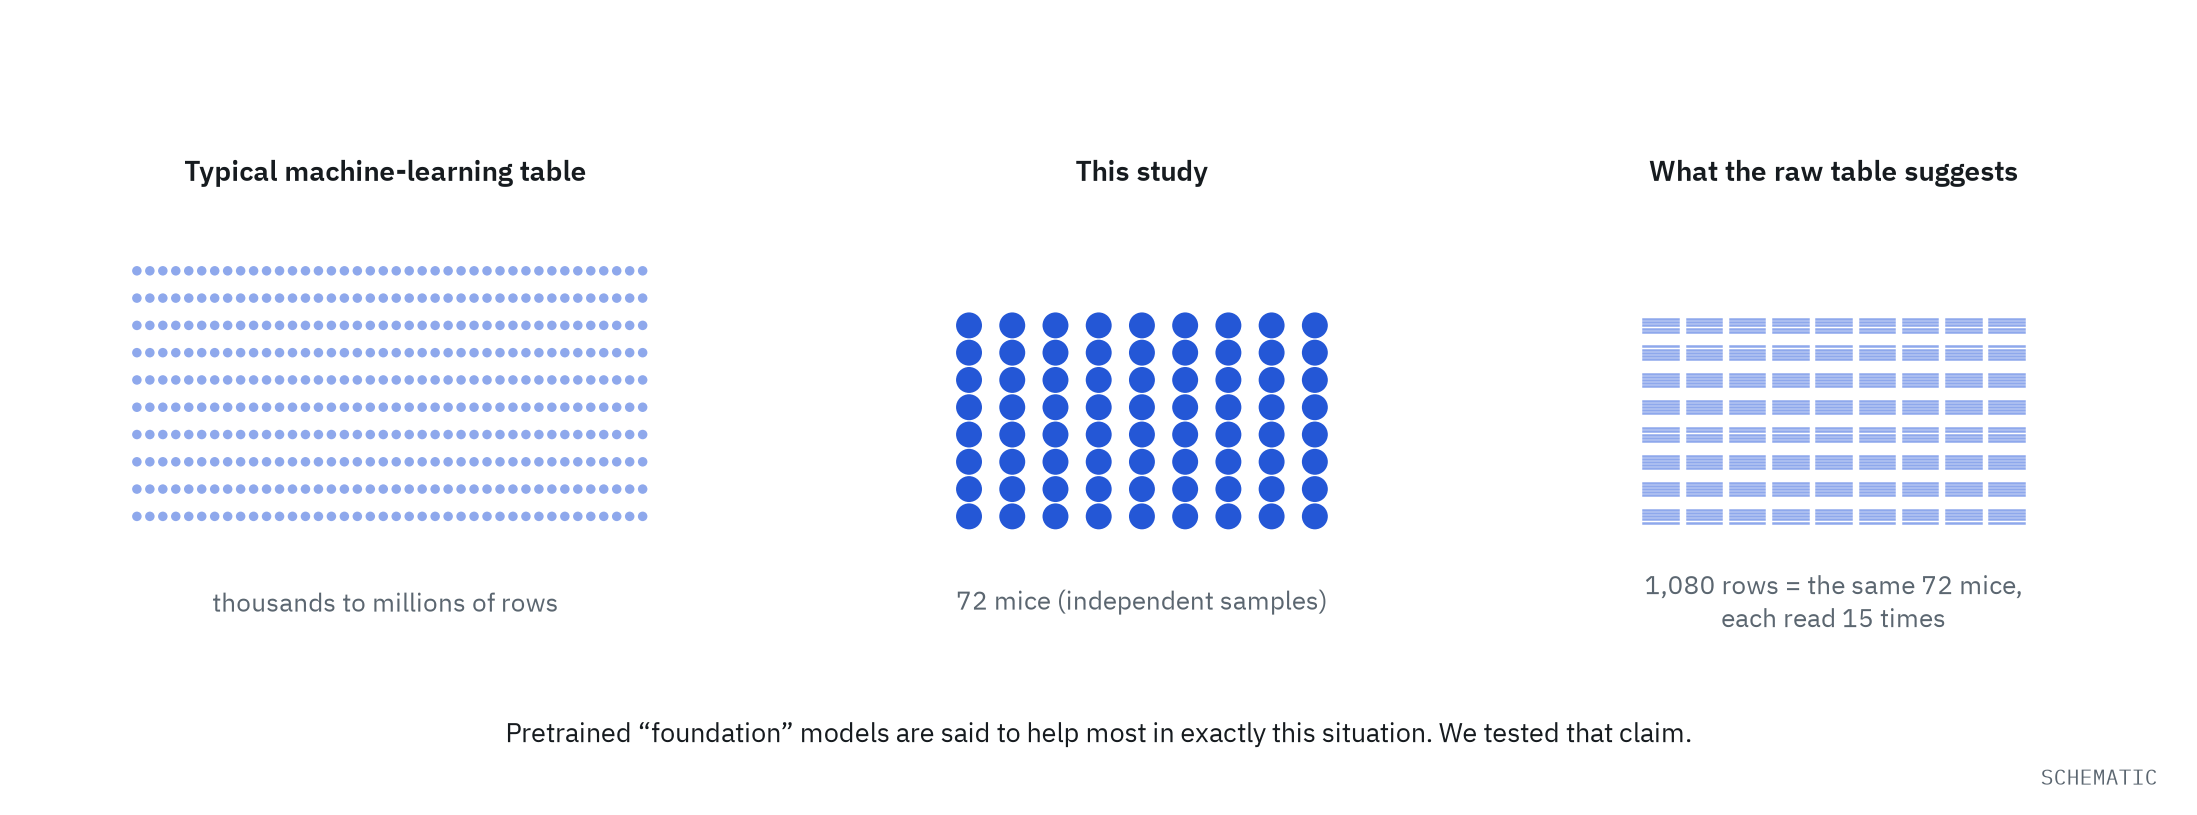 Typical machine-learning table
This study
What the raw table suggests
thousands to millions of rows
72 mice (independent samples)
1,080 rows = the same 72 mice,
each read 15 times
Pretrained “foundation” models are said to help most in exactly this situation. We tested that claim.
SCHEMATIC